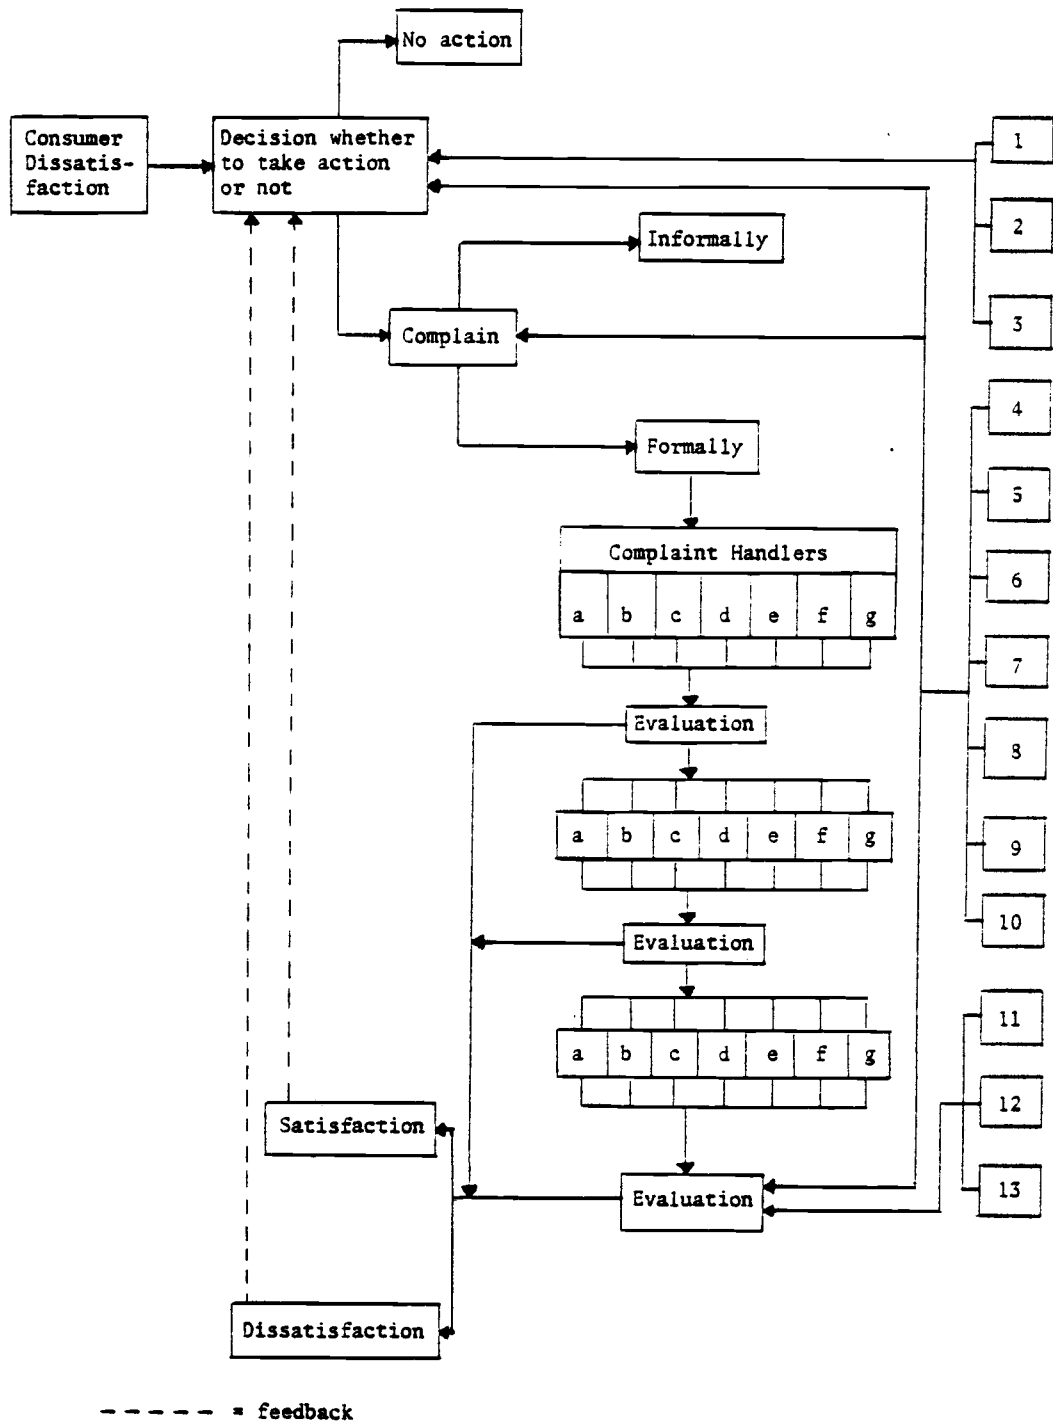 No action
Consumer
Dissatis-
faction
Decision whether
to take action
or not
1
2
Informally
3
Complain
4
Formally
5
Complaint Handlers
6
a b c d e f g
7
Evaluation
8
a b c d e f g
9
10
Evaluation
11
a b c d e f g
12
Satisfaction
13
Evaluation
Dissatisfaction
- - - - - - = feedback